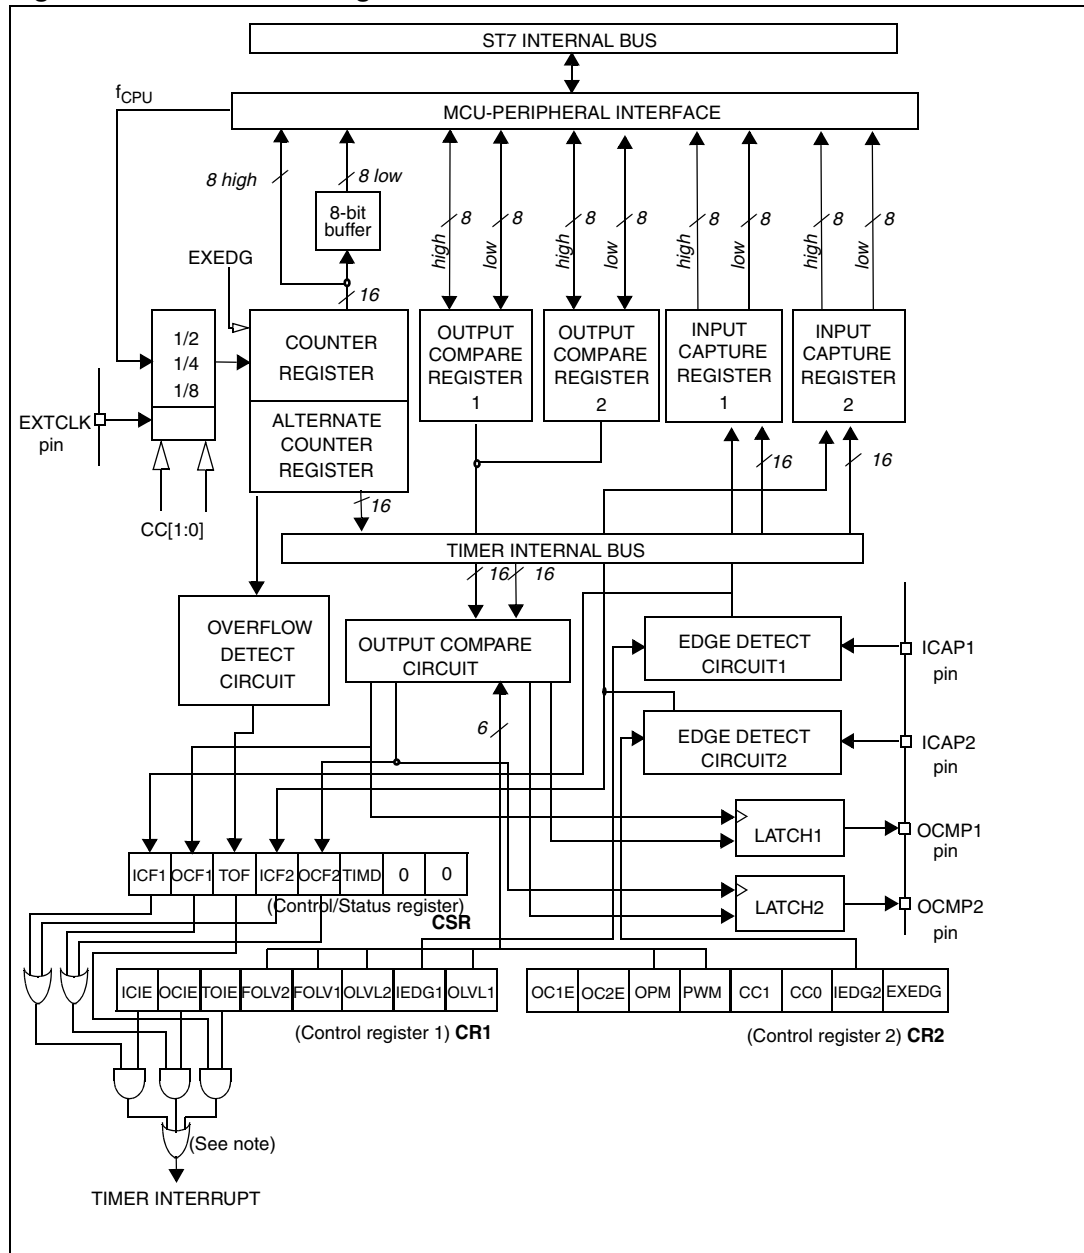 ST7 INTERNAL BUS
fCPU
MCU-PERIPHERAL INTERFACE
8 high
8 low
8-bit
buffer
high
8
low
8
high
8
low
8
high
8
low
8
high
8
low
8
EXEDG
16
1/2
1/4
1/8
COUNTER
REGISTER
OUTPUT
COMPARE
REGISTER
1
OUTPUT
COMPARE
REGISTER
2
INPUT
CAPTURE
REGISTER
1
INPUT
CAPTURE
REGISTER
2
EXTCLK
pin
ALTERNATE
COUNTER
REGISTER
16
16
16
CC[1:0]
TIMER INTERNAL BUS
16
16
OVERFLOW
DETECT
CIRCUIT
OUTPUT COMPARE
CIRCUIT
EDGE DETECT
CIRCUIT1
ICAP1
pin
6
EDGE DETECT
CIRCUIT2
ICAP2
pin
LATCH1
OCMP1
pin
ICF1 OCF1 TOF ICF2 OCF2 TIMD 0 0
(Control/Status register)
CSR
LATCH2
OCMP2
pin
ICIE OCIE TOIE FOLV2 FOLV1 OLVL2 IEDG1 OLVL1
OC1E OC2E OPM PWM CC1 CC0 IEDG2 EXEDG
(Control register 1) CR1
(Control register 2) CR2
(See note)
TIMER INTERRUPT